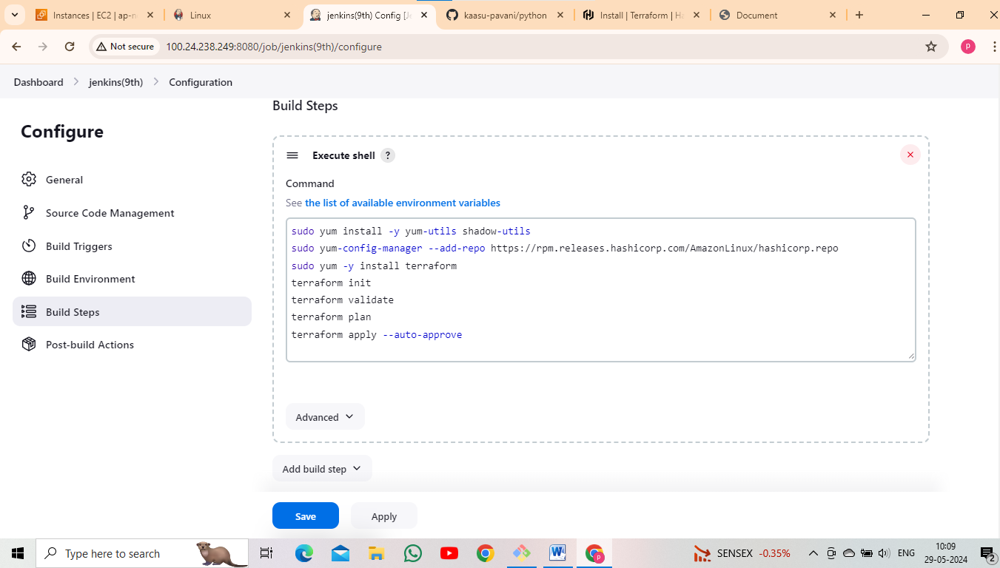 Instances | EC2 | ap-n
Linux
jenkins(9th) Config [Je
kaasu-pavani/python
Install | Terraform | Ha
Document
Not secure
100.24.238.249:8080/job/jenkins(9th)/configure
P
Dashboard
jenkins(9th)
Configuration
Configure
General
Source Code Management
Build Triggers
Build Environment
Build Steps
Post-build Actions
Build Steps
Execute shell ?
Command
See the list of available environment variables
sudo yum install -y yum-utils shadow-utils
sudo yum-config-manager --add-repo https://rpm.releases.hashicorp.com/AmazonLinux/hashicorp.repo
sudo yum -y install terraform
terraform init
terraform validate
terraform plan
terraform apply --auto-approve
Advanced
Add build step
Save
Apply
Type here to search
SENSEX -0.35%
ENG
10:09
29-05-2024
2